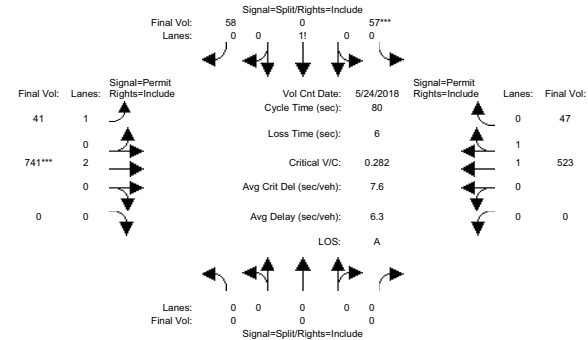 Signal=Split/Rights=Include
Final Vol: 58 0 57***
Lanes: 0 0 1! 0 0
Signal=Permit Signal=Permit
Final Vol: Lanes: Rights=Include Vol Cnt Date: 5/24/2018 Rights=Include Lanes: Final Vol:
Cycle Time (sec): 80
41 1 0 47
Loss Time (sec): 6
0 1
741*** 2 Critical V/C: 0.282 1 523
0 Avg Crit Del (sec/veh): 7.6 0
0 0 Avg Delay (sec/veh): 6.3 0 0
LOS: A
Lanes: 0 0 0 0 0
Final Vol: 0 0 0
Signal=Split/Rights=Include